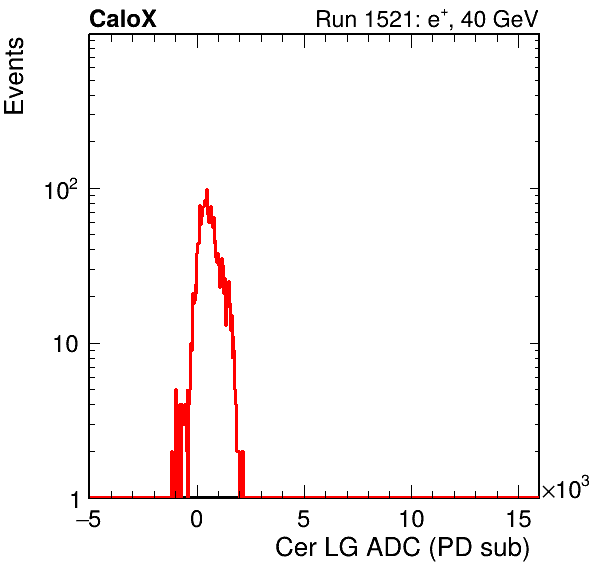 CaloX Run 1521: e⁺, 40 GeV
Events
10²
10
1
−5 0 5 10 15 ×10³
Cer LG ADC (PD sub)